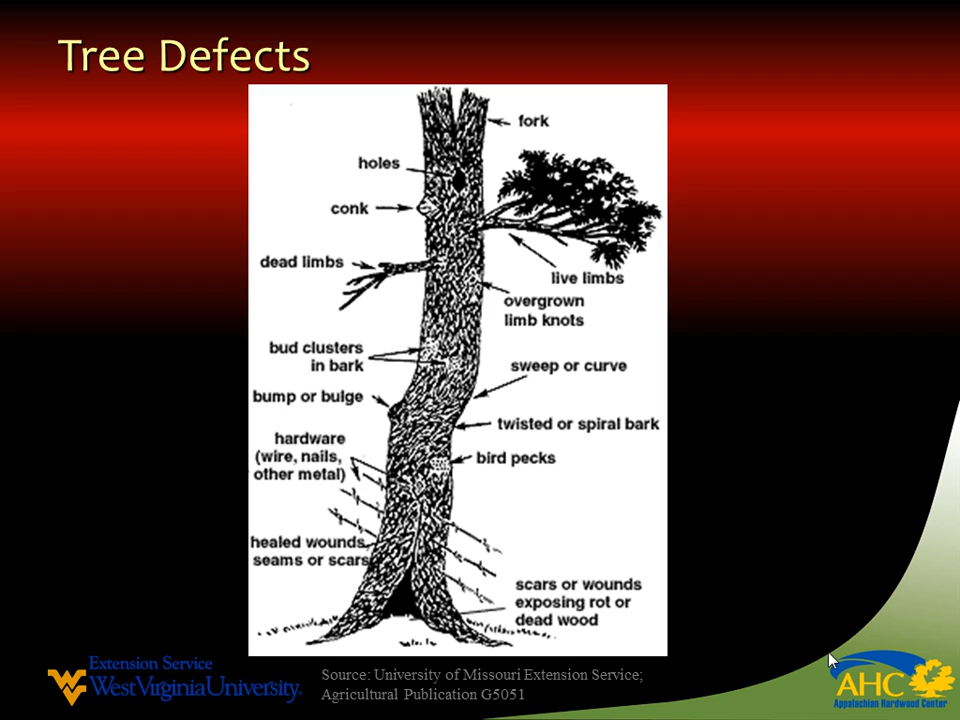 Tree Defects
fork
holes
conk
dead limbs
live limbs
overgrown
limb knots
bud clusters
in bark
sweep or curve
bump or bulge
twisted or spiral bark
hardware
(wire, nails,
other metal)
bird pecks
healed wounds,
seams or scars
scars or wounds
exposing rot or
dead wood
Extension Service
WestVirginiaUniversity
Source: University of Missouri Extension Service;
Agricultural Publication G5051
AHC
Appalachian Hardwood Center